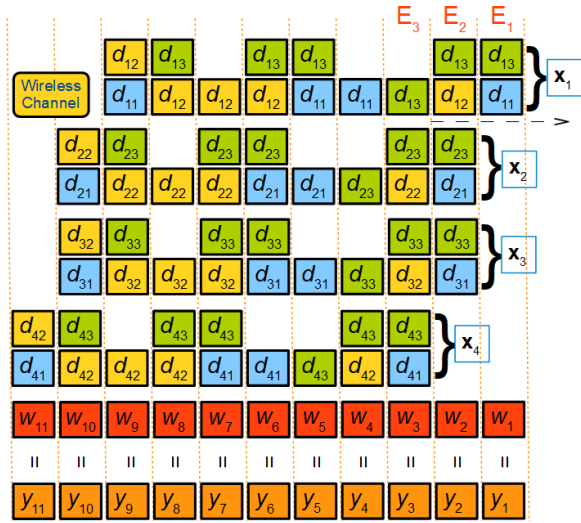 E₃ E₂ E₁
d₁₂ d₁₃ d₁₃ d₁₃ d₁₃ d₁₃
x₁
Wireless
Channel
d₁₁ d₁₂ d₁₂ d₁₂ d₁₁ d₁₁ d₁₃ d₁₂ d₁₁
d₂₂ d₂₃ d₂₃ d₂₃ d₂₃ d₂₃
x₂
d₂₁ d₂₂ d₂₂ d₂₂ d₂₁ d₂₁ d₂₃ d₂₂ d₂₁
d₃₂ d₃₃ d₃₃ d₃₃ d₃₃ d₃₃
x₃
d₃₁ d₃₂ d₃₂ d₃₂ d₃₁ d₃₁ d₃₃ d₃₂ d₃₁
d₄₂ d₄₃ d₄₃ d₄₃ d₄₃ d₄₃
x₄
d₄₁ d₄₂ d₄₂ d₄₂ d₄₁ d₄₁ d₄₃ d₄₂ d₄₁
w₁₁ w₁₀ w₉ w₈ w₇ w₆ w₅ w₄ w₃ w₂ w₁
= = = = = = = = = = =
y₁₁ y₁₀ y₉ y₈ y₇ y₆ y₅ y₄ y₃ y₂ y₁